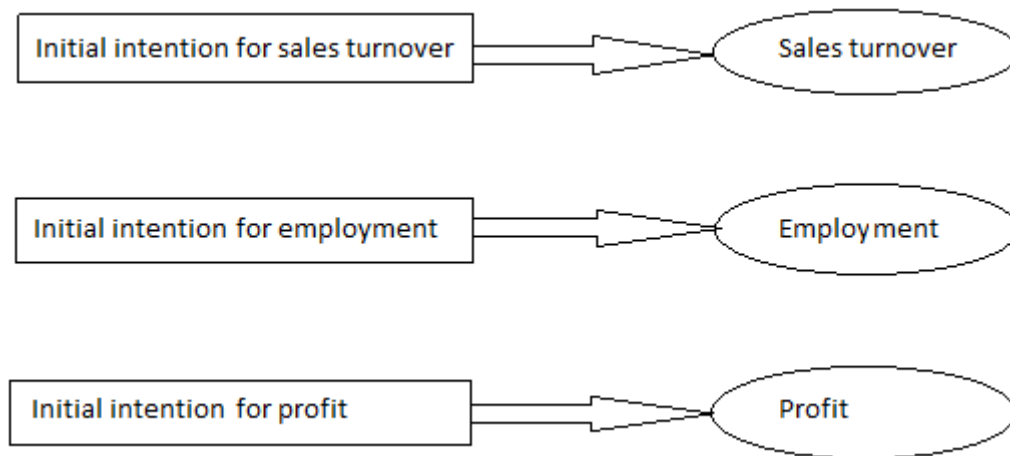 Initial intention for sales turnover
Sales turnover
Initial intention for employment
Employment
Initial intention for profit
Profit